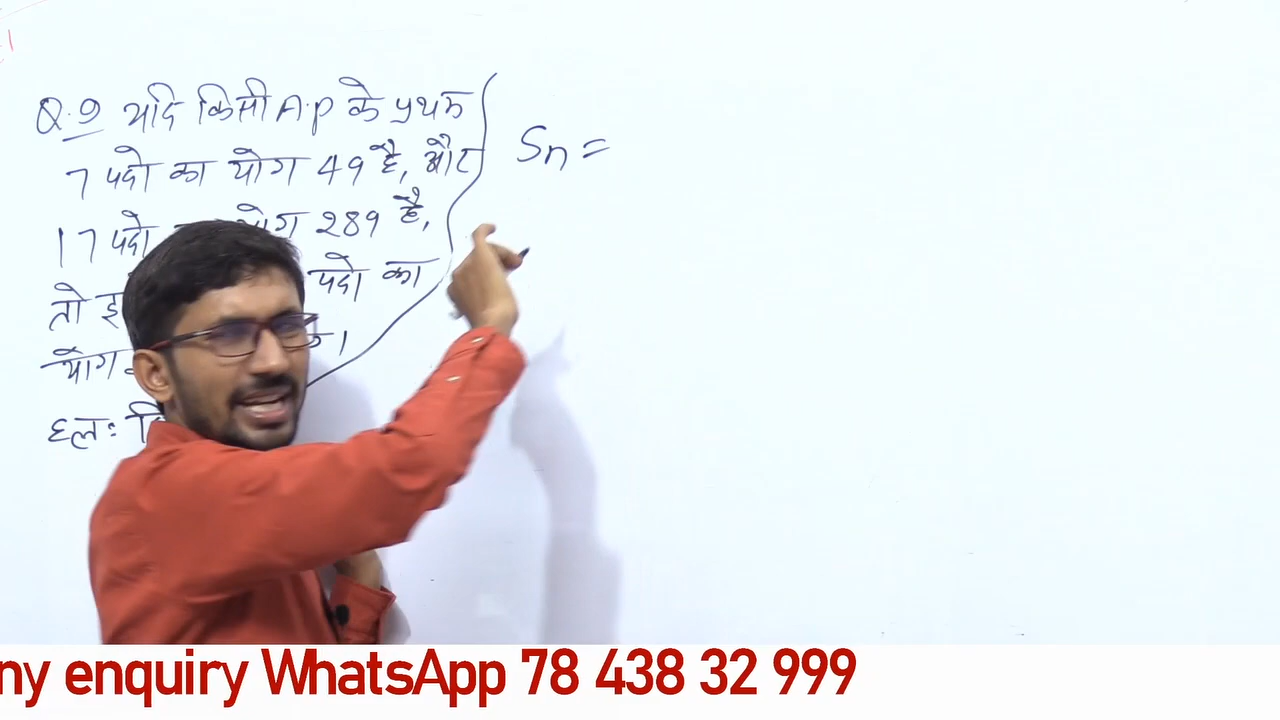 Q.9 यदि किसी A.P के प्रथम
7 पदो का योग 49 है, और
17 पदो योग 289 है,
तो पदो का
योग
हल:
Sn =
ny enquiry WhatsApp 78 438 32 999